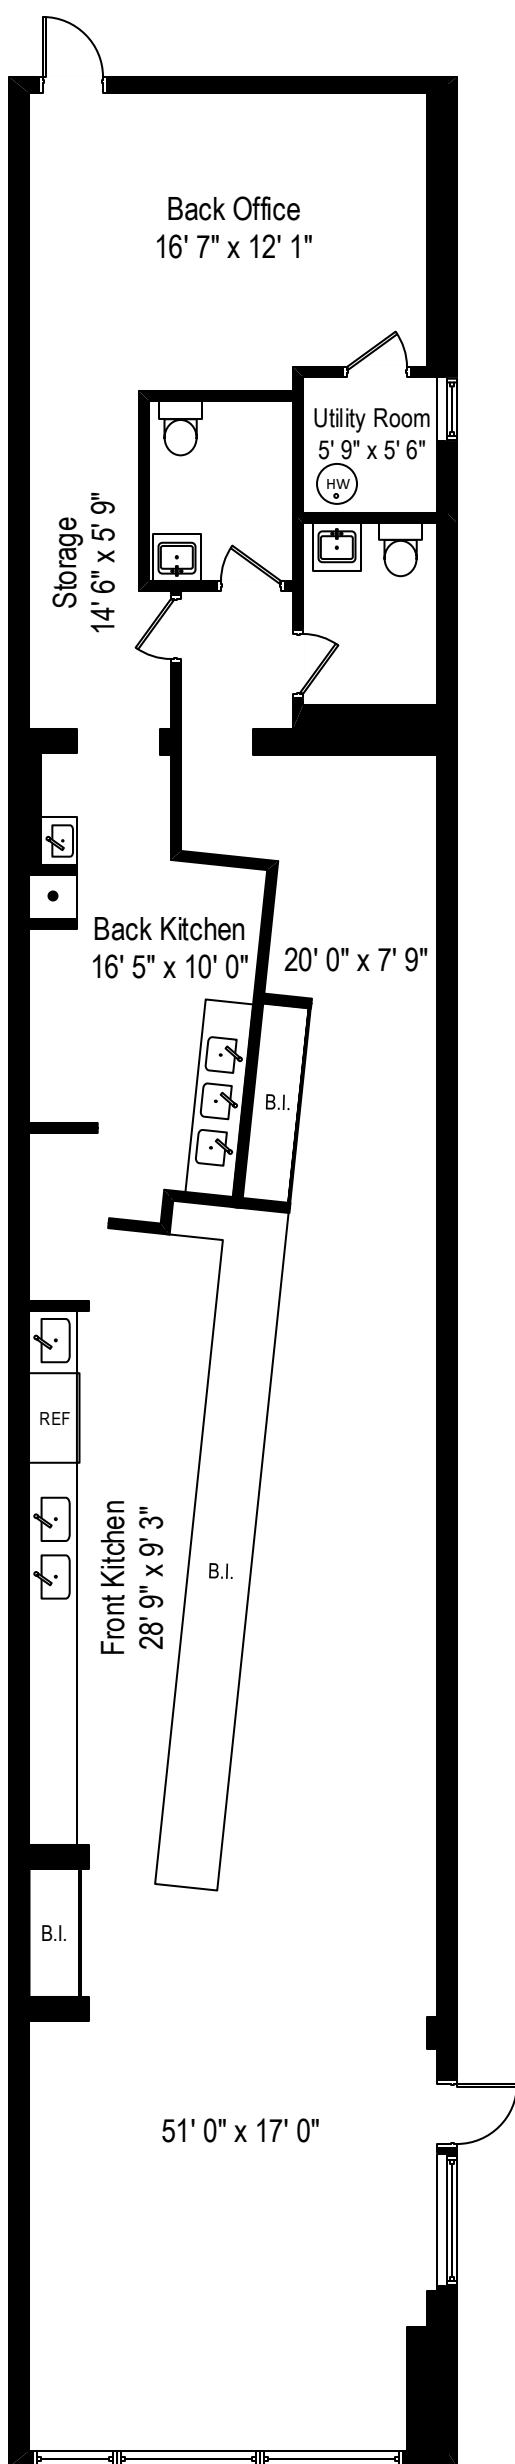 Back Office
16' 7" x 12' 1"
Utility Room
5' 9" x 5' 6"
HW
Storage
14' 6" x 5' 9"
Back Kitchen
16' 5" x 10' 0"
20' 0" x 7' 9"
B.I.
REF
Front Kitchen
28' 9" x 9' 3"
B.I.
B.I.
51' 0" x 17' 0"